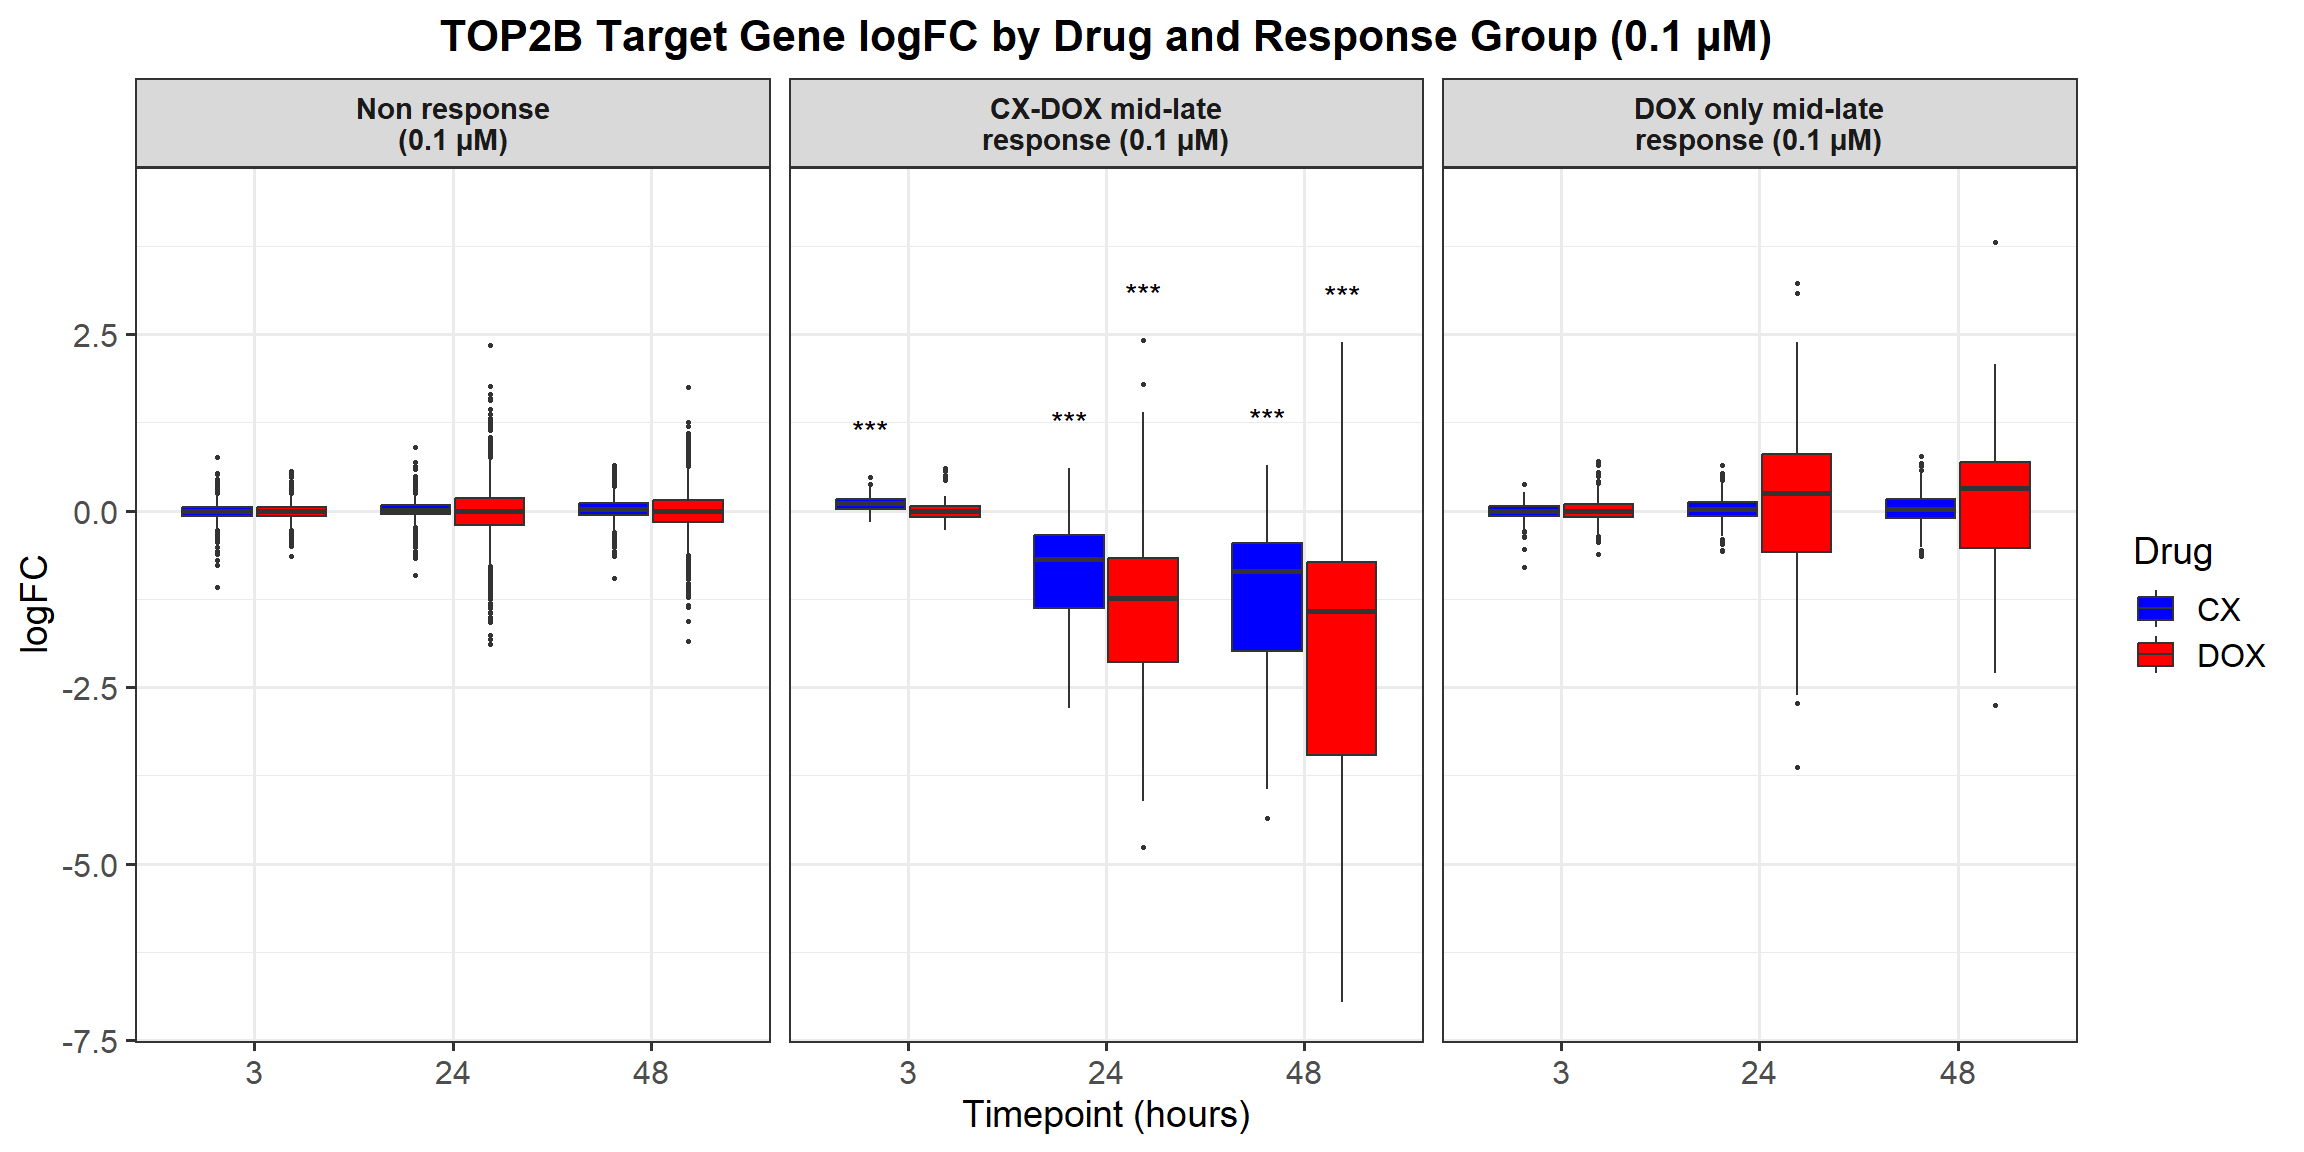 TOP2B Target Gene logFC by Drug and Response Group (0.1 µM)
Non response
(0.1 µM)
CX-DOX mid-late
response (0.1 µM)
DOX only mid-late
response (0.1 µM)
logFC
2.5
0.0
-2.5
-5.0
-7.5
***
***
***
***
***
3
24
48
3
24
48
3
24
48
Timepoint (hours)
Drug
CX
DOX